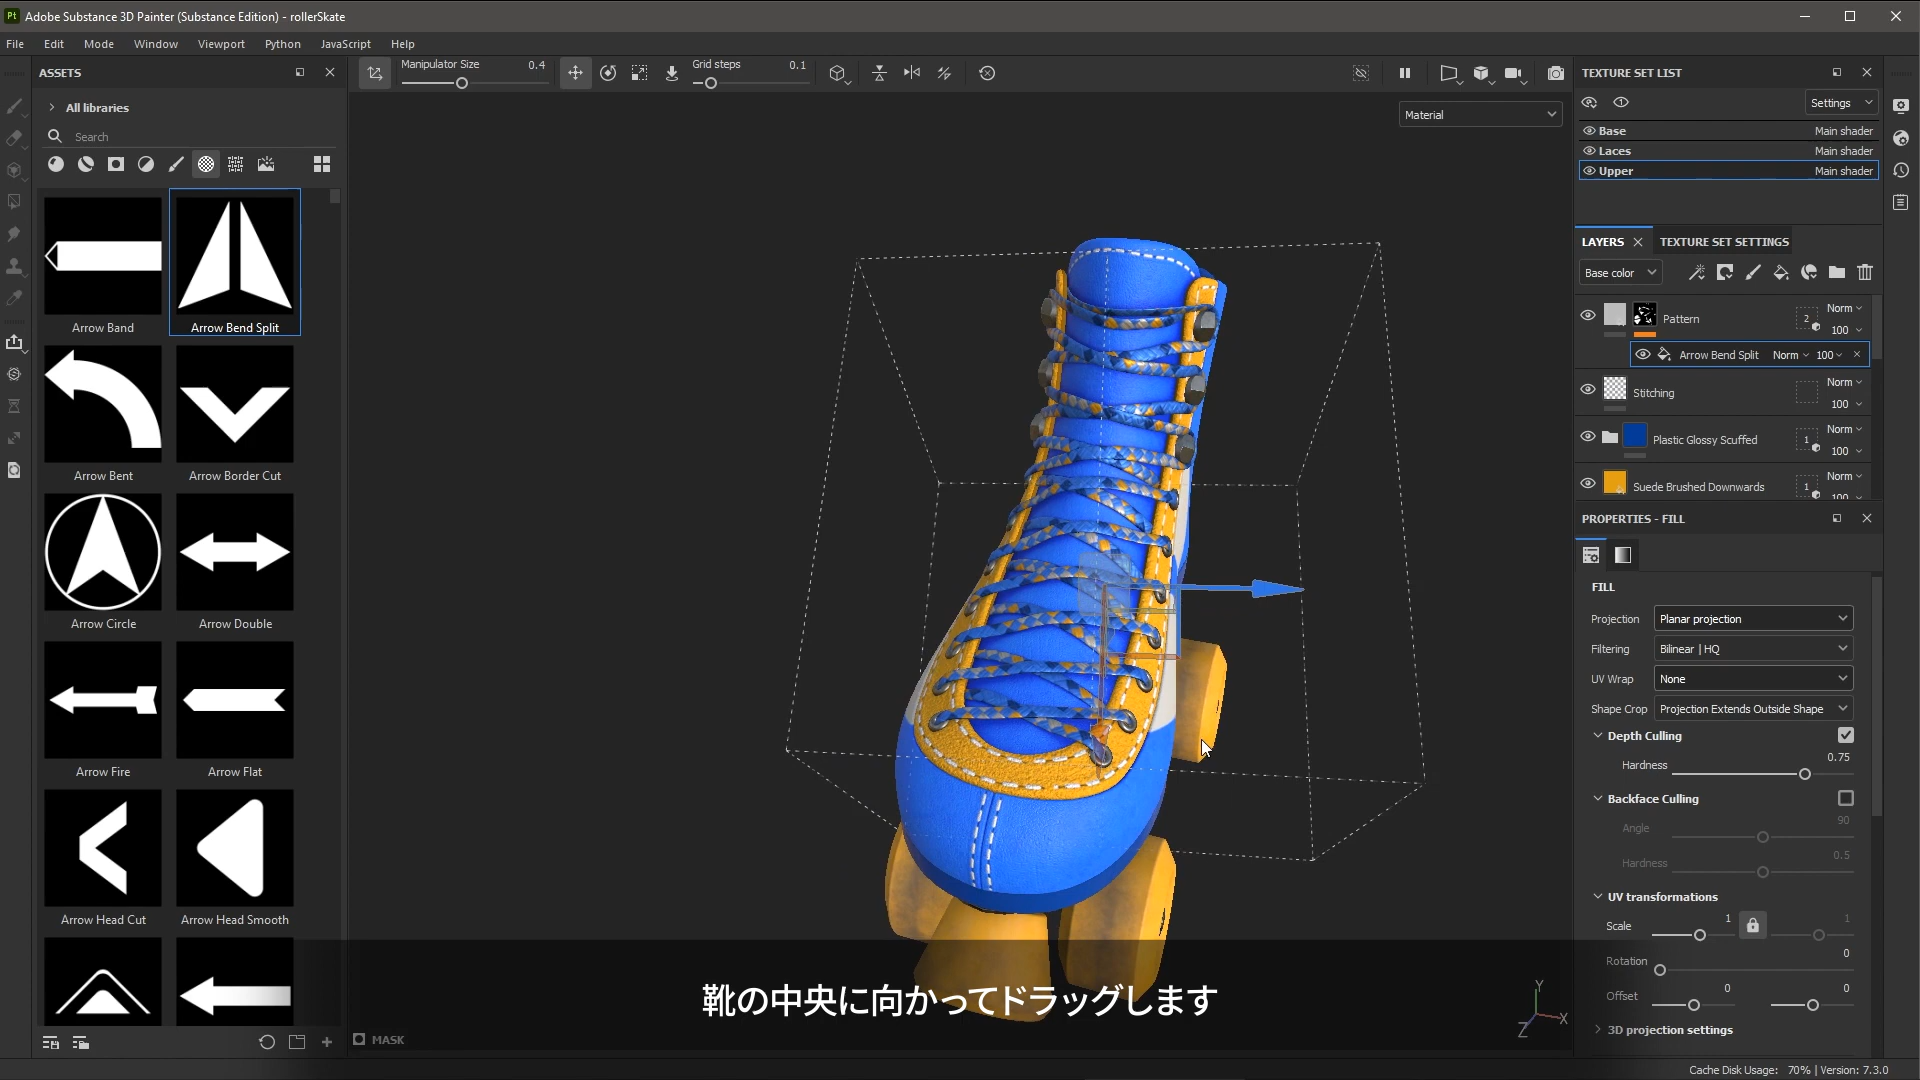 Adobe Substance 3D Painter (Substance Edition) - rollerSkate
File Edit Mode Window Viewport Python JavaScript Help
ASSETS
All libraries
Search
Arrow Band
Arrow Bend Split
Arrow Bent
Arrow Border Cut
Arrow Circle
Arrow Double
Arrow Fire
Arrow Flat
Arrow Head Cut
Arrow Head Smooth
Manipulator Size 0.4
Grid steps 0.1
Material
MASK
靴の中央に向かってドラッグします
Y
X
Z
TEXTURE SET LIST
Settings
Base Main shader
Laces Main shader
Upper Main shader
LAYERS
TEXTURE SET SETTINGS
Base color
Pattern 2 Norm 100
Arrow Bend Split Norm 100
Stitching Norm 100
Plastic Glossy Scuffed 1 Norm 100
Suede Brushed Downwards 1 Norm 100
PROPERTIES - FILL
FILL
Projection Planar projection
Filtering Bilinear | HQ
UV Wrap None
Shape Crop Projection Extends Outside Shape
Depth Culling
Hardness 0.75
Backface Culling
Angle 90
Hardness 0.5
UV transformations
Scale 1 1
Rotation 0
Offset 0 0
3D projection settings
Cache Disk Usage: 70% | Version: 7.3.0